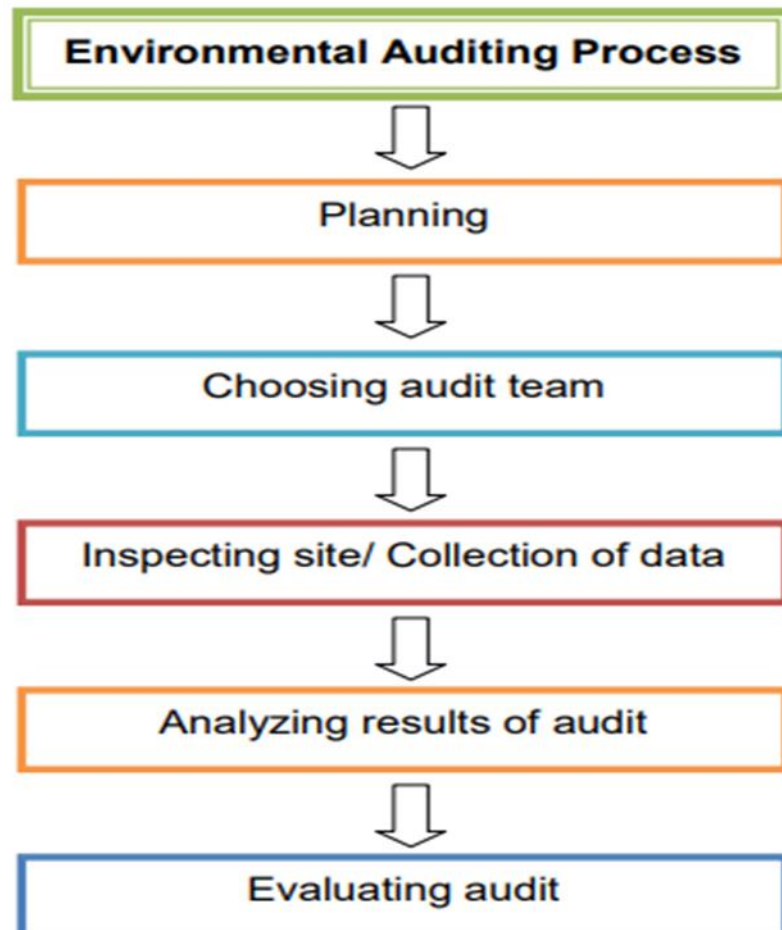 Environmental Auditing Process
Planning
Choosing audit team
Inspecting site/ Collection of data
Analyzing results of audit
Evaluating audit